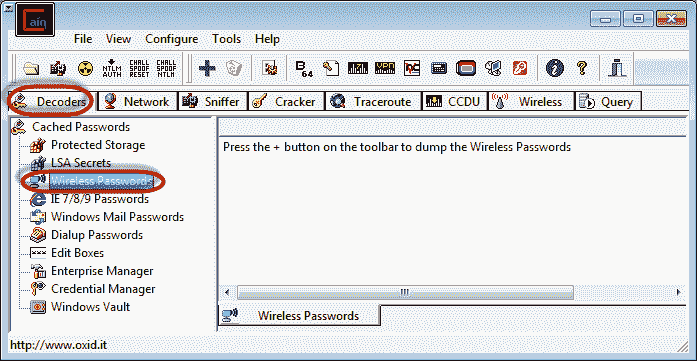 Cain
File View Configure Tools Help
NTLM AUTH CHALL SPOOF RESET CHALL SPOOF NTLM B 64
Decoders Network Sniffer Cracker Traceroute CCDU Wireless Query
Cached Passwords
Protected Storage
LSA Secrets
Wireless Passwords
IE 7/8/9 Passwords
Windows Mail Passwords
Dialup Passwords
Edit Boxes
Enterprise Manager
Credential Manager
Windows Vault
Press the + button on the toolbar to dump the Wireless Passwords
Wireless Passwords
http://www.oxid.it